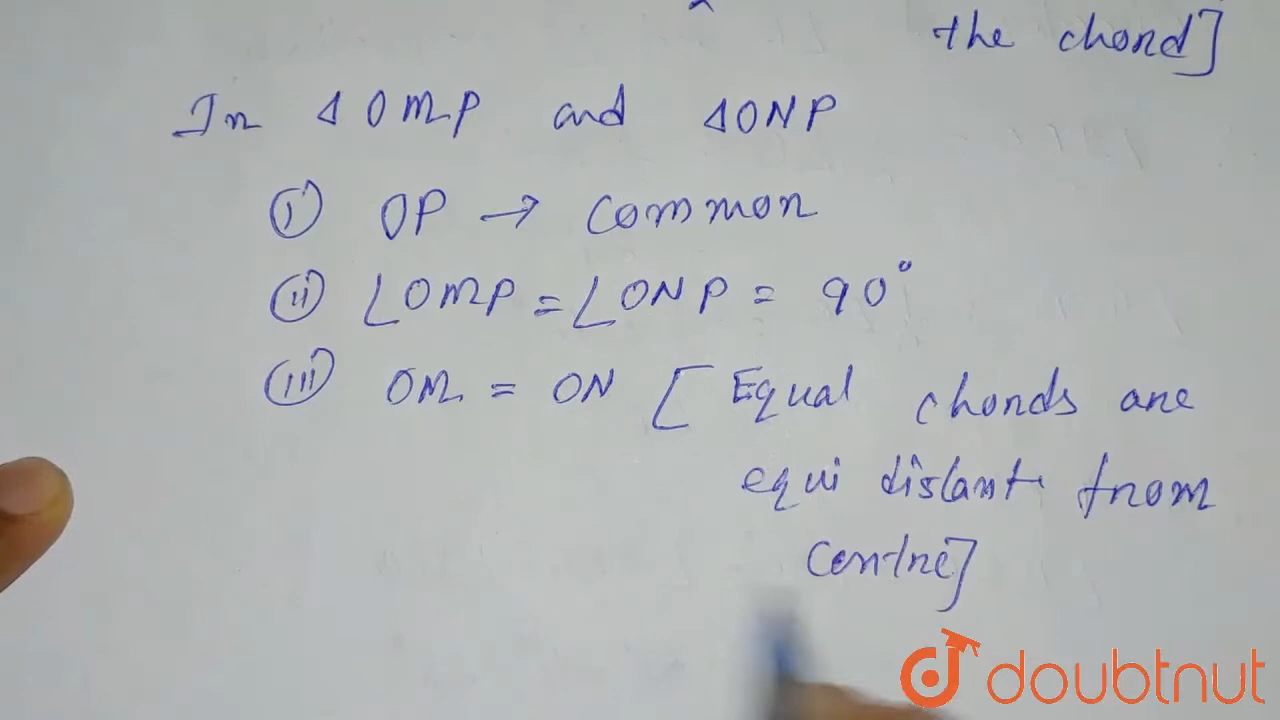 the chord]
In Δ OMP and ΔONP
(i) OP → common
(ii) ∠OMP = ∠ONP = 90°
(iii) OM = ON [Equal chords are
equi distant from
centre]
doubtnut